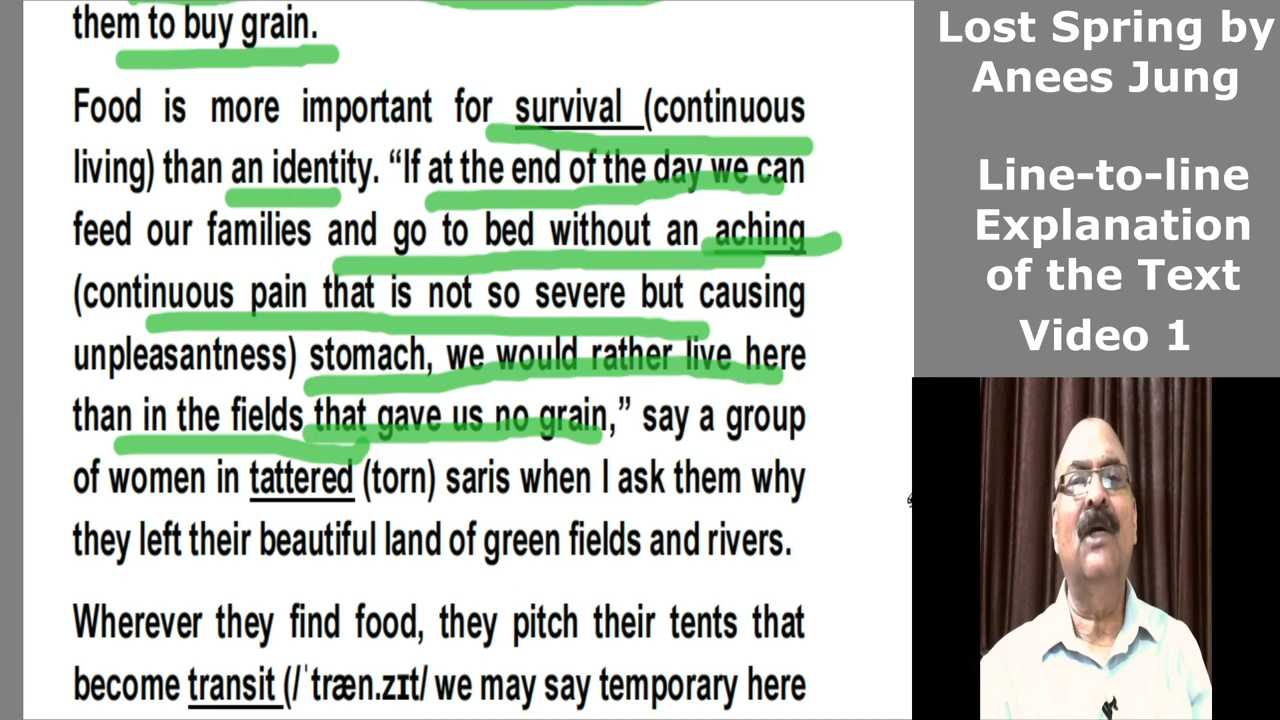 them to buy grain.
Food is more important for survival (continuous
living) than an identity. “If at the end of the day we can
feed our families and go to bed without an aching
(continuous pain that is not so severe but causing
unpleasantness) stomach, we would rather live here
than in the fields that gave us no grain,” say a group
of women in tattered (torn) saris when I ask them why
they left their beautiful land of green fields and rivers.
Wherever they find food, they pitch their tents that
become transit (/ˈtræn.zɪt/ we may say temporary here
Lost Spring by
Anees Jung
Line-to-line
Explanation
of the Text
Video 1